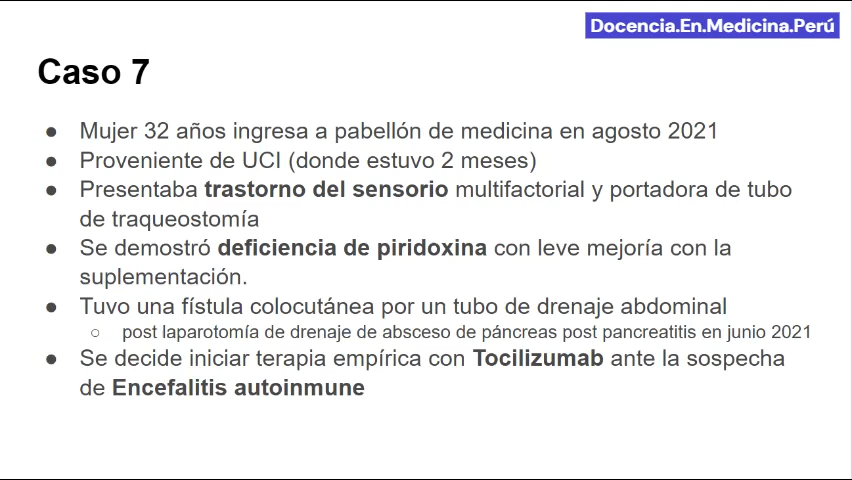 Docencia.En.Medicina.Perú
Caso 7
● Mujer 32 años ingresa a pabellón de medicina en agosto 2021
● Proveniente de UCI (donde estuvo 2 meses)
● Presentaba trastorno del sensorio multifactorial y portadora de tubo
de traqueostomía
● Se demostró deficiencia de piridoxina con leve mejoría con la
suplementación.
● Tuvo una fístula colocutánea por un tubo de drenaje abdominal
○ post laparotomía de drenaje de absceso de páncreas post pancreatitis en junio 2021
● Se decide iniciar terapia empírica con Tocilizumab ante la sospecha
de Encefalitis autoinmune